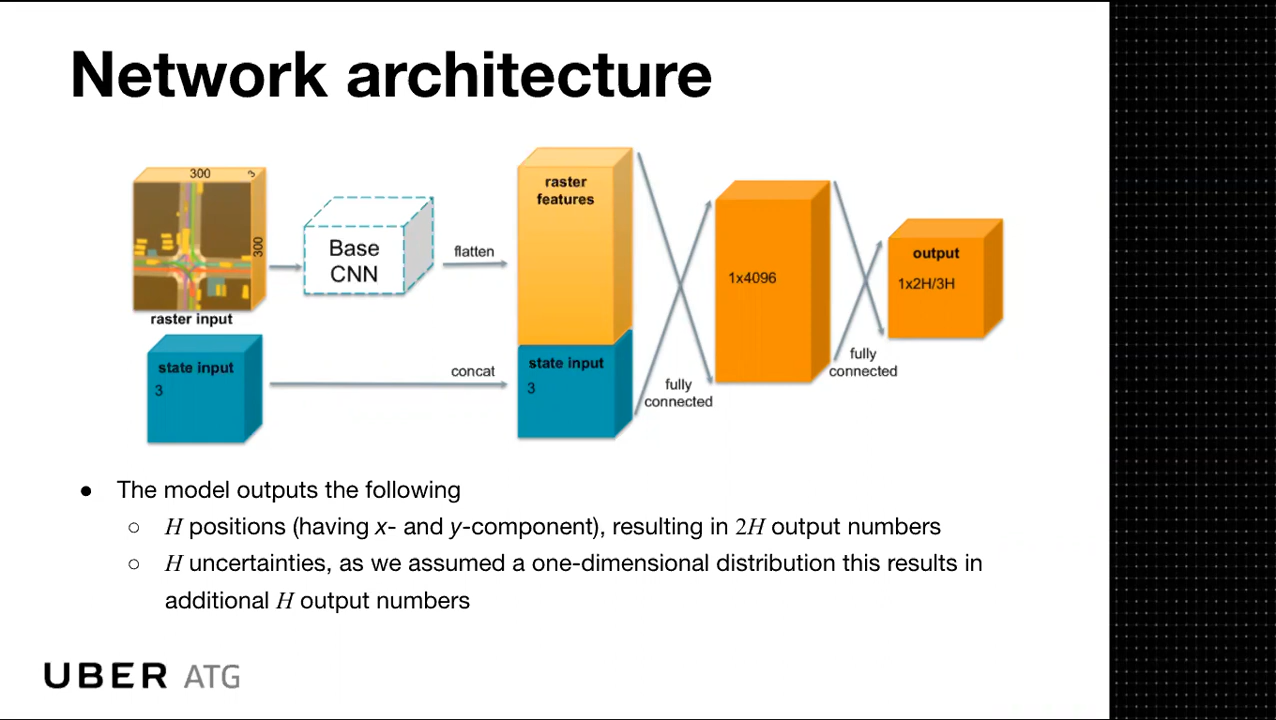 Network architecture
300
3
300
raster input
Base
CNN
flatten
raster
features
state input
3
concat
state input
3
fully
connected
1x4096
fully
connected
output
1x2H/3H
● The model outputs the following
○ H positions (having x- and y-component), resulting in 2H output numbers
○ H uncertainties, as we assumed a one-dimensional distribution this results in
additional H output numbers
UBER ATG